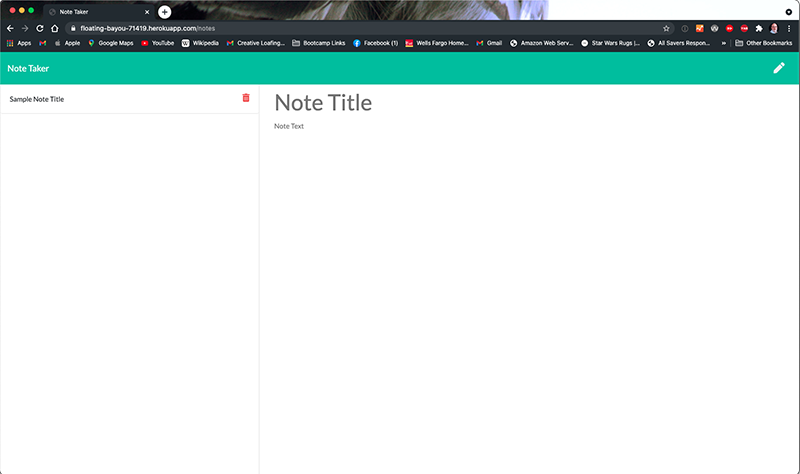 Note Taker
floating-bayou-71419.herokuapp.com/notes
Apps Apple Google Maps YouTube Wikipedia Creative Loafing... Bootcamp Links Facebook (1) Wells Fargo Home... Gmail Amazon Web Serv... Star Wars Rugs |... All Savers Respon... » Other Bookmarks
Note Taker
Sample Note Title
Note Title
Note Text